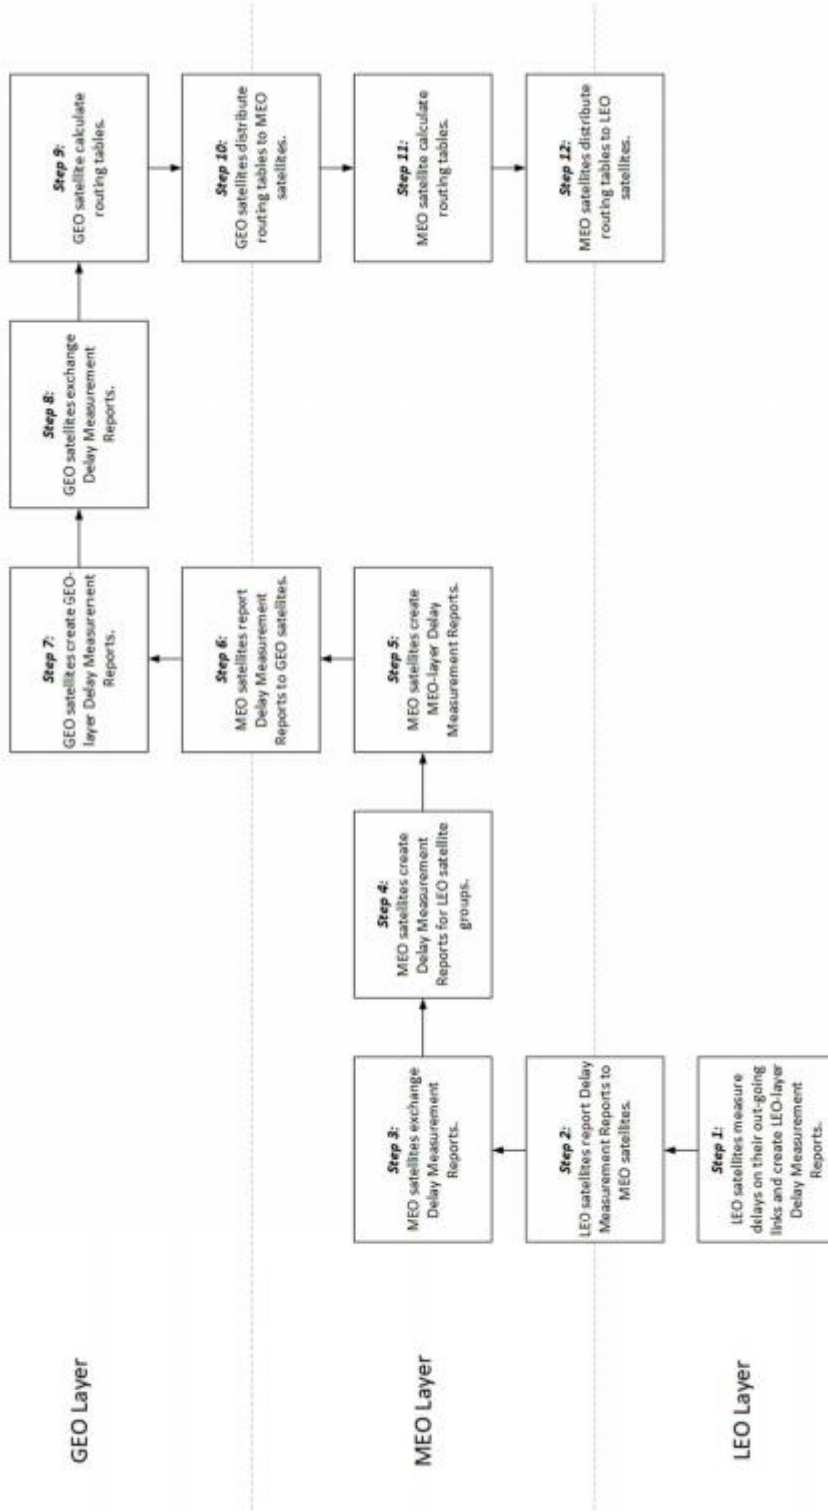 GEO Layer
MEO Layer
LEO Layer
Step 1:
LEO satellites measure
delays on their out-going
links and create LEO-layer
Delay Measurement
Reports.
Step 2:
LEO satellites report Delay
Measurement Reports to
MEO satellites.
Step 3:
MEO satellites exchange
Delay Measurement
Reports.
Step 4:
MEO satellites create
Delay Measurement
Reports for LEO satellite
groups.
Step 5:
MEO satellites create
MEO-layer Delay
Measurement Reports.
Step 6:
MEO satellites report
Delay Measurement
Reports to GEO satellites.
Step 7:
GEO satellites create GEO-
layer Delay Measurement
Reports.
Step 8:
GEO satellites exchange
Delay Measurement
Reports.
Step 9:
GEO satellite calculate
routing tables.
Step 10:
GEO satellites distribute
routing tables to MEO
satellites.
Step 11:
MEO satellite calculate
routing tables.
Step 12:
MEO satellites distribute
routing tables to LEO
satellites.